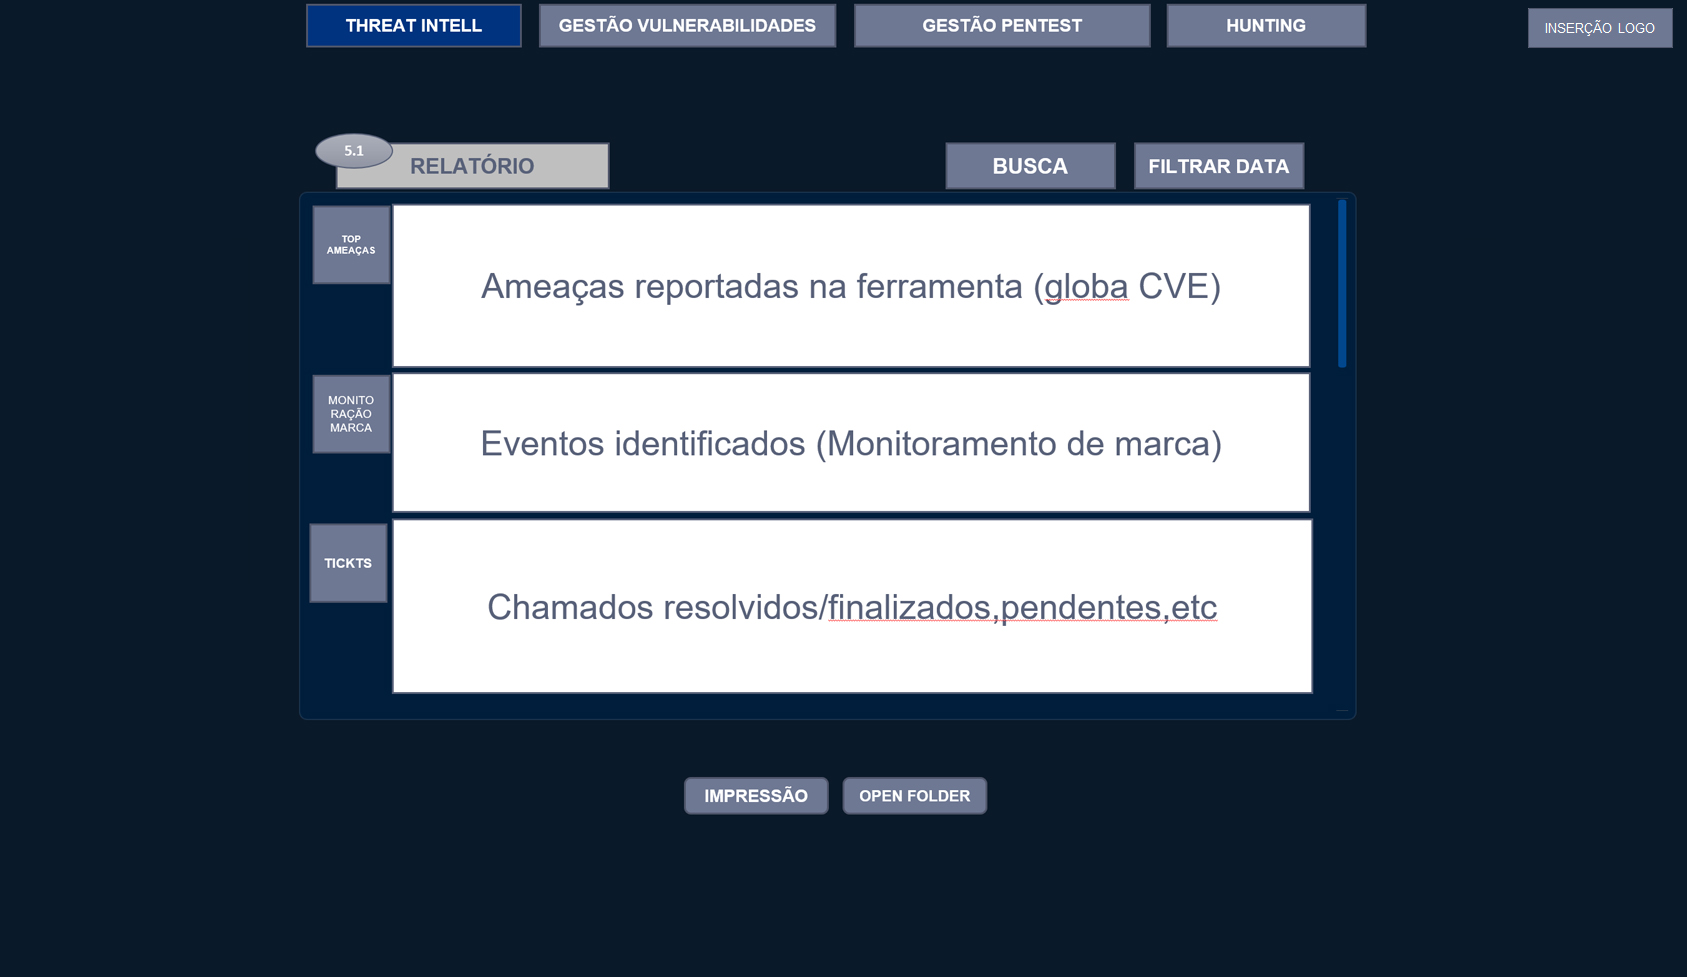 THREAT INTELL
GESTÃO VULNERABILIDADES
GESTÃO PENTEST
HUNTING
INSERÇÃO LOGO
5.1
RELATÓRIO
BUSCA
FILTRAR DATA
TOP
AMEAÇAS
Ameaças reportadas na ferramenta (globa CVE)
MONITO
RAÇÃO
MARCA
Eventos identificados (Monitoramento de marca)
TICKTS
Chamados resolvidos/finalizados,pendentes,etc
IMPRESSÃO
OPEN FOLDER